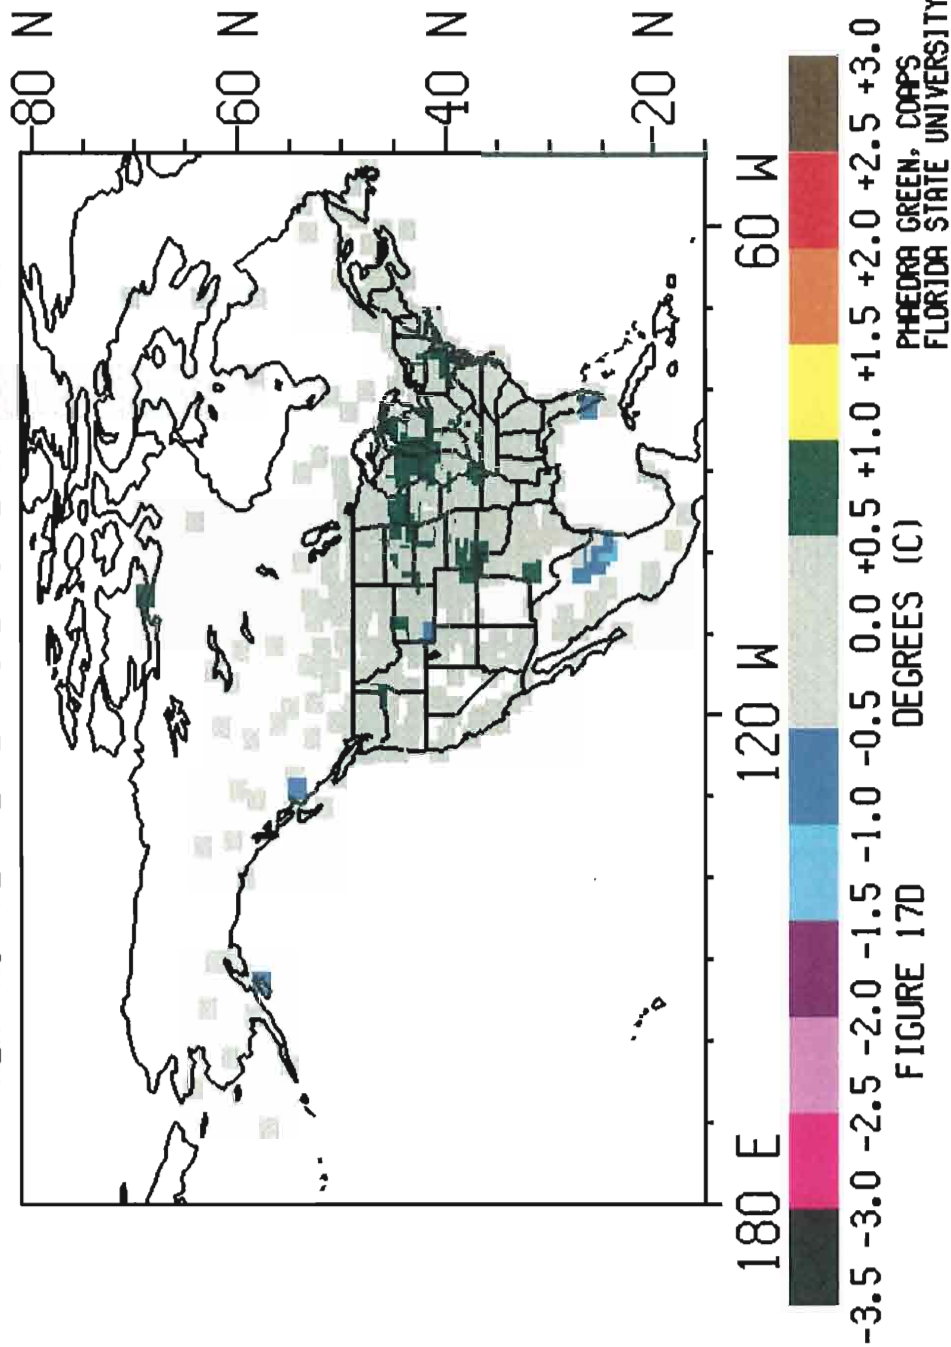 80 N
60 N
40 N
20 N
180 E
120 W
60 W
-3.5 -3.0 -2.5 -2.0 -1.5 -1.0 -0.5 0.0 +0.5 +1.0 +1.5 +2.0 +2.5 +3.0
FIGURE 17D
DEGREES (C)
PHAEDRA GREEN, COAPS
FLORIDA STATE UNIVERSITY